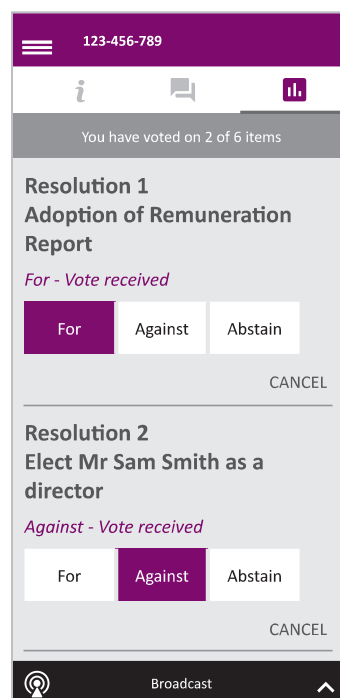 123-456-789
You have voted on 2 of 6 items
Resolution 1
Adoption of Remuneration
Report
For - Vote received
For Against Abstain
CANCEL
Resolution 2
Elect Mr Sam Smith as a
director
Against - Vote received
For Against Abstain
CANCEL
Broadcast